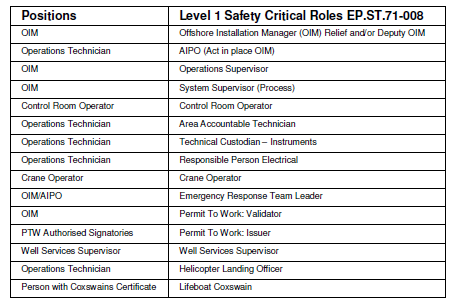 Positions Level 1 Safety Critical Roles EP.ST.71-008
OIM Offshore Installation Manager (OIM) Relief and/or Deputy OIM
Operations Technician AIPO (Act in place OIM)
OIM Operations Supervisor
OIM System Supervisor (Process)
Control Room Operator Control Room Operator
Operations Technician Area Accountable Technician
Operations Technician Technical Custodian – Instruments
Operations Technician Responsible Person Electrical
Crane Operator Crane Operator
OIM/AIPO Emergency Response Team Leader
OIM Permit To Work: Validator
PTW Authorised Signatories Permit To Work: Issuer
Well Services Supervisor Well Services Supervisor
Operations Technician Helicopter Landing Officer
Person with Coxswains Certificate Lifeboat Coxswain